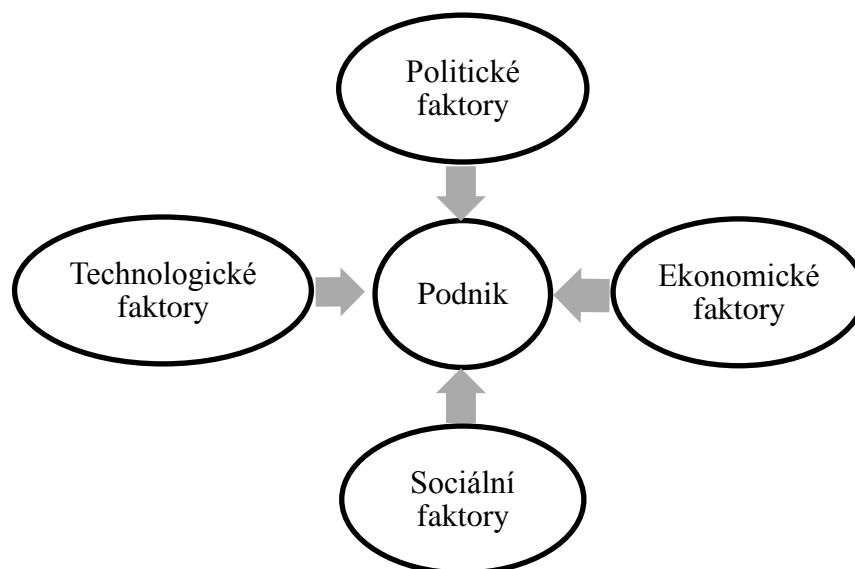 Politické
faktory
Technologické
faktory
Podnik
Ekonomické
faktory
Sociální
faktory